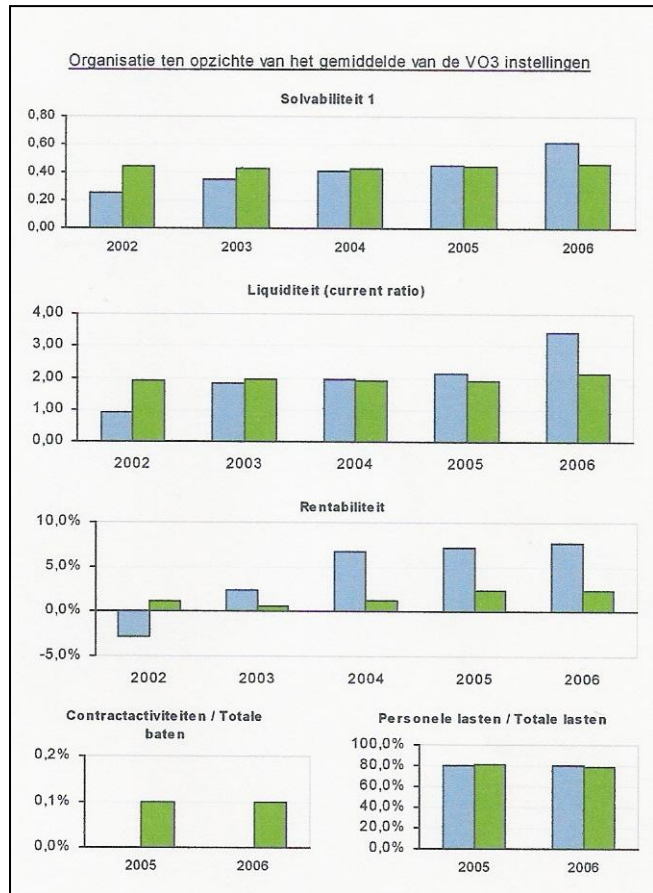 Organisatie ten opzichte van het gemiddelde van de VO3 instellingen
Solvabiliteit 1
0,80
0,60
0,40
0,20
0,00
2002 2003 2004 2005 2006
Liquiditeit (current ratio)
4,00
3,00
2,00
1,00
0,00
2002 2003 2004 2005 2006
Rentabiliteit
10,0%
5,0%
0,0%
-5,0%
2002 2003 2004 2005 2006
Contractactiviteiten / Totale
baten
0,2%
0,1%
0,0%
2005 2006
Personele lasten / Totale lasten
100,0%
80,0%
60,0%
40,0%
20,0%
0,0%
2005 2006